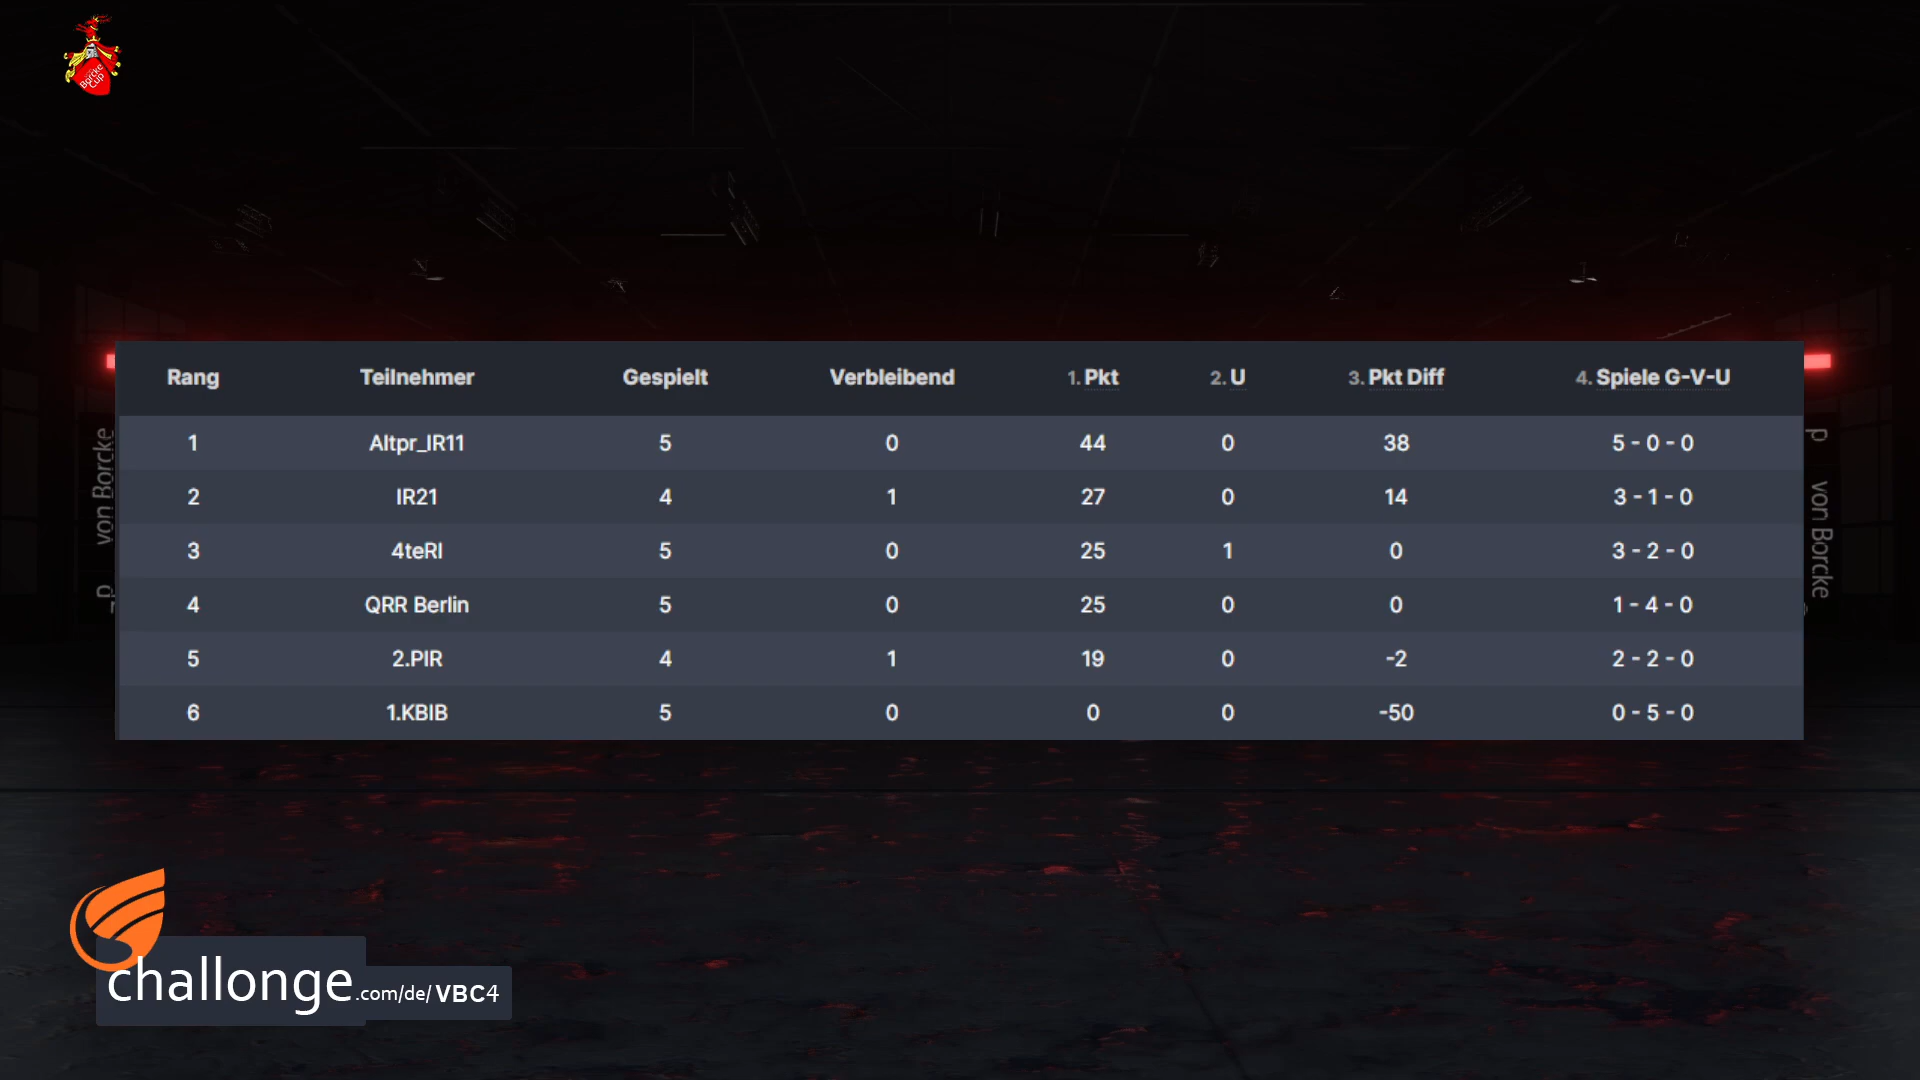 Borcke
Cup
Rang Teilnehmer Gespielt Verbleibend 1. Pkt 2. U 3. Pkt Diff 4. Spiele G-V-U
1 Altpr_IR11 5 0 44 0 38 5 - 0 - 0
2 IR21 4 1 27 0 14 3 - 1 - 0
3 4teRI 5 0 25 1 0 3 - 2 - 0
4 QRR Berlin 5 0 25 0 0 1 - 4 - 0
5 2.PIR 4 1 19 0 -2 2 - 2 - 0
6 1.KBIB 5 0 0 0 -50 0 - 5 - 0
von Borcke
von Borcke
challonge.com/de/VBC4